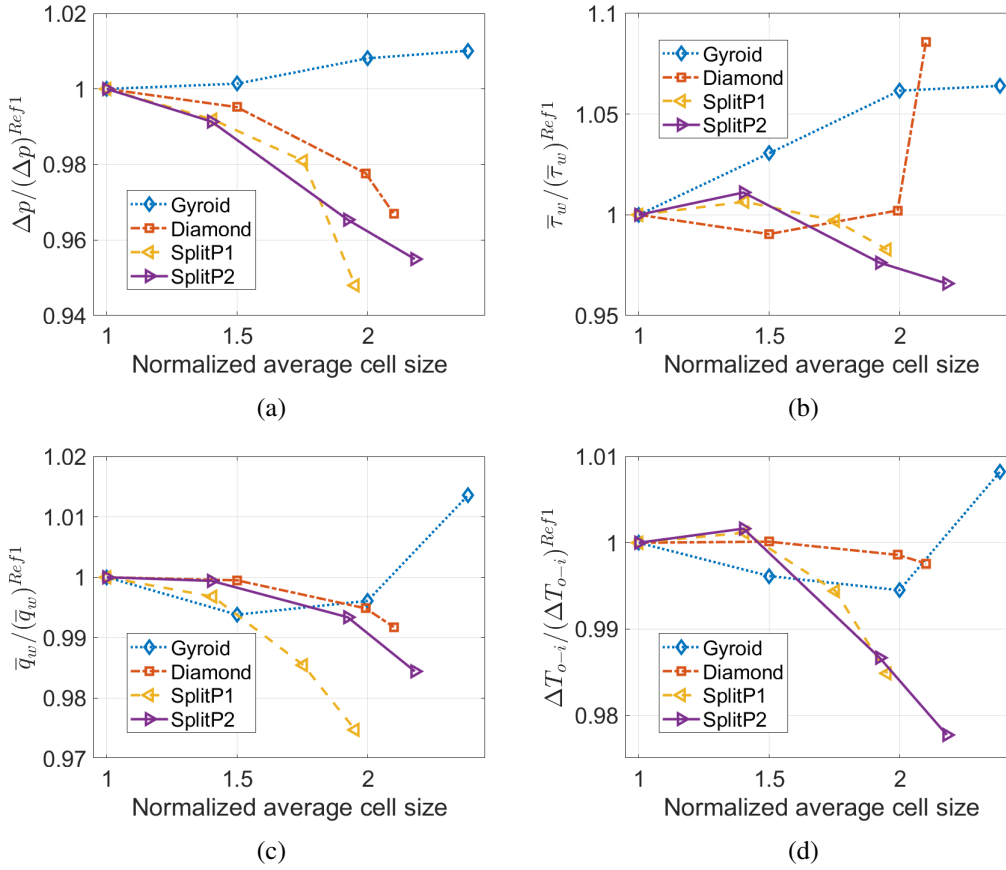 1.02
1
0.98
0.96
0.94
Δp/(Δp)^{Ref1}
Gyroid
Diamond
SplitP1
SplitP2
1 1.5 2
Normalized average cell size
(a)
1.1
1.05
1
0.95
τ̅_w/(τ̅_w)^{Ref1}
Gyroid
Diamond
SplitP1
SplitP2
1 1.5 2
Normalized average cell size
(b)
1.02
1.01
1
0.99
0.98
0.97
q̅_w/(q̅_w)^{Ref1}
Gyroid
Diamond
SplitP1
SplitP2
1 1.5 2
Normalized average cell size
(c)
1.01
1
0.99
0.98
ΔT_{o−i}/(ΔT_{o−i})^{Ref1}
Gyroid
Diamond
SplitP1
SplitP2
1 1.5 2
Normalized average cell size
(d)